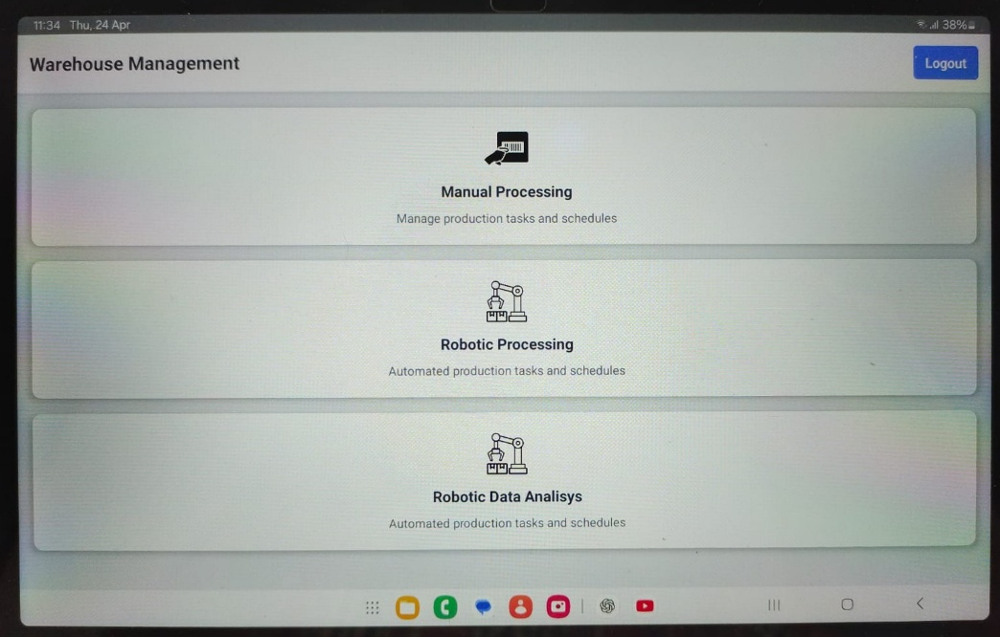 11:34 Thu, 24 Apr
38%
Warehouse Management
Logout
Manual Processing
Manage production tasks and schedules
Robotic Processing
Automated production tasks and schedules
Robotic Data Analisys
Automated production tasks and schedules